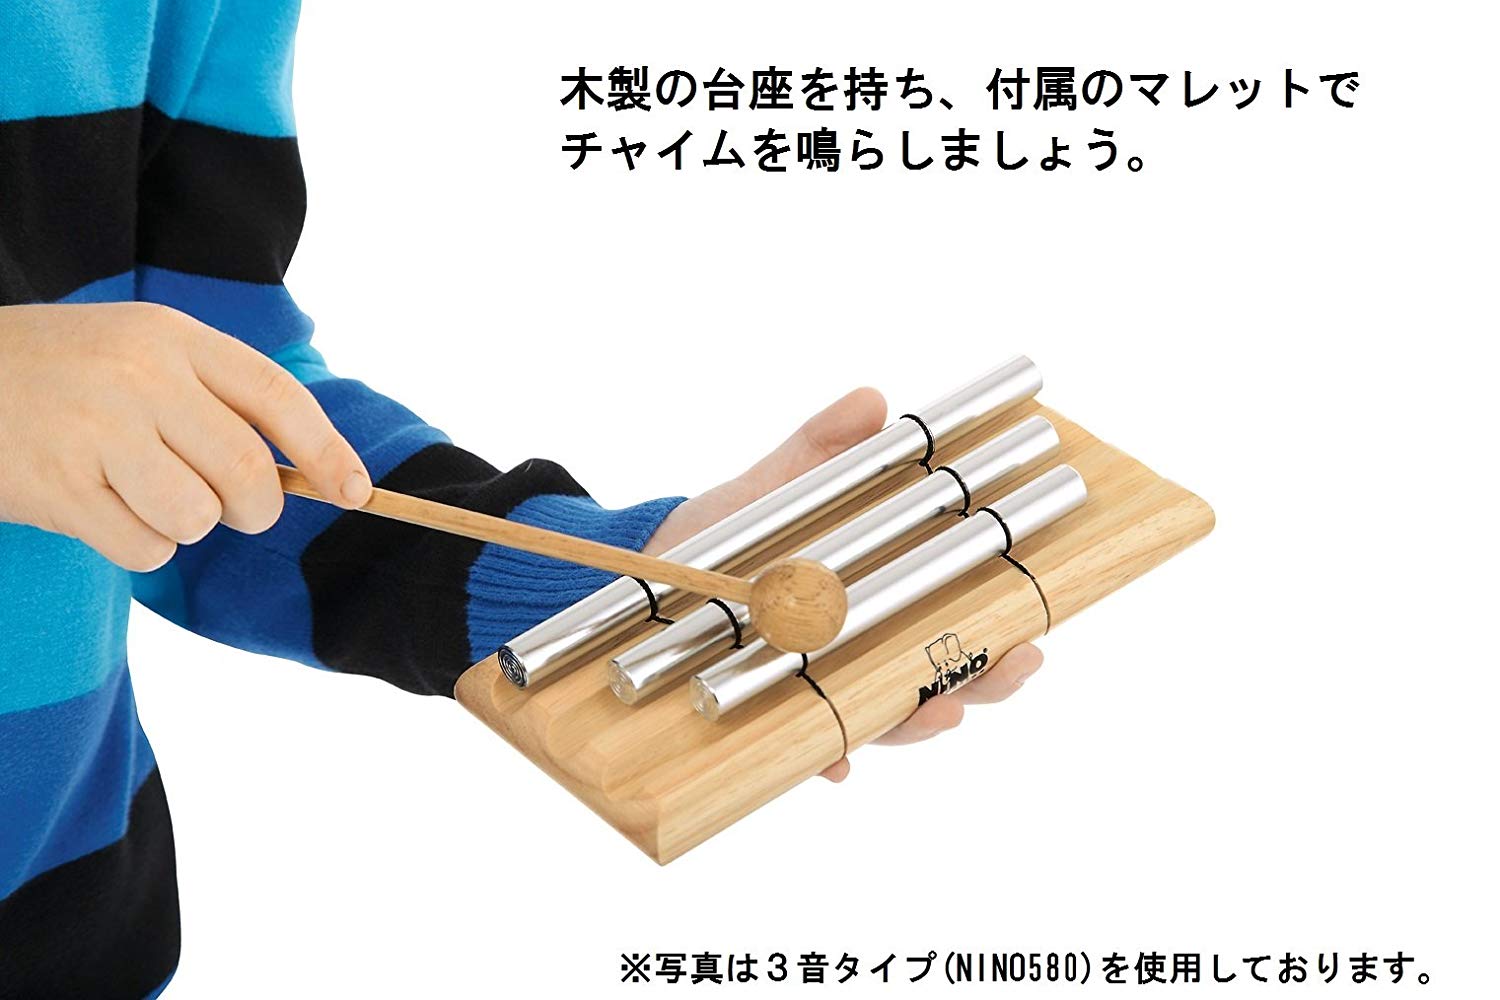 木製の台座を持ち、付属のマレットで
チャイムを鳴らしましょう。
NINO
※写真は３音タイプ(NINO580)を使用しております。